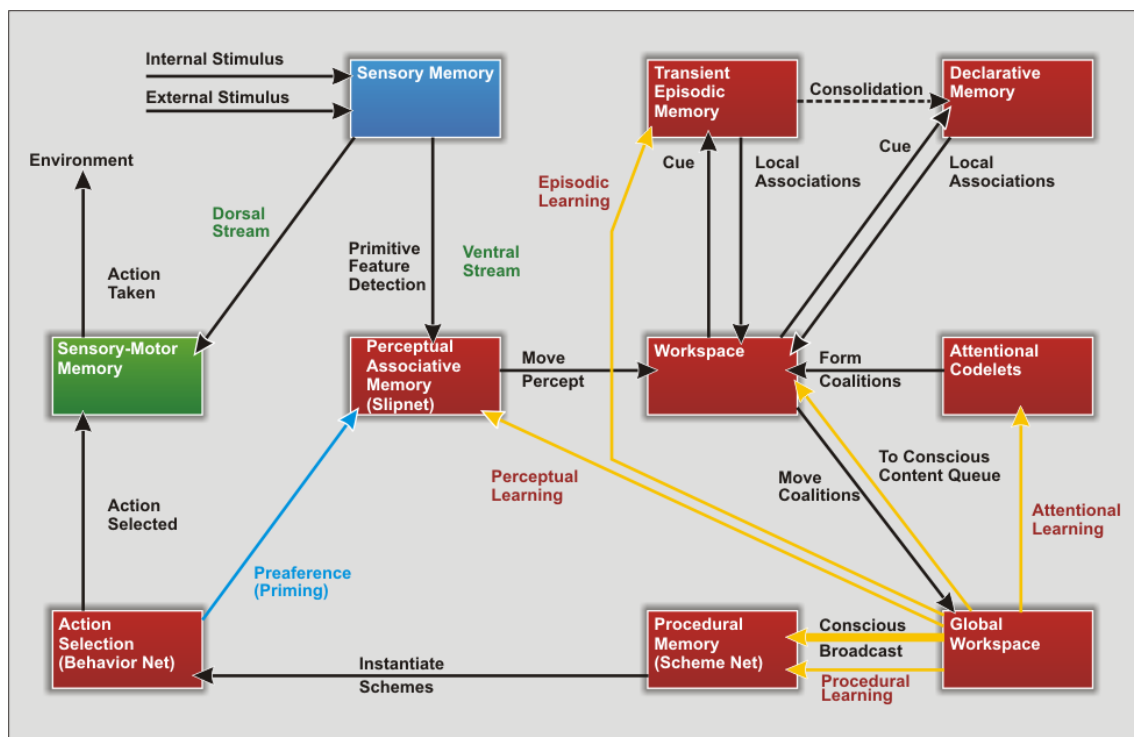 Internal Stimulus
External Stimulus
Sensory Memory
Transient
Episodic
Memory
Consolidation
Declarative
Memory
Environment
Cue
Local
Associations
Cue
Local
Associations
Episodic
Learning
Dorsal
Stream
Primitive
Feature
Detection
Ventral
Stream
Action
Taken
Sensory-Motor
Memory
Perceptual
Associative
Memory
(Slipnet)
Move
Percept
Workspace
Form
Coalitions
Attentional
Codelets
Perceptual
Learning
Move
Coalitions
To Conscious
Content Queue
Attentional
Learning
Action
Selected
Preaference
(Priming)
Action
Selection
(Behavior Net)
Instantiate
Schemes
Procedural
Memory
(Scheme Net)
Conscious
Broadcast
Procedural
Learning
Global
Workspace